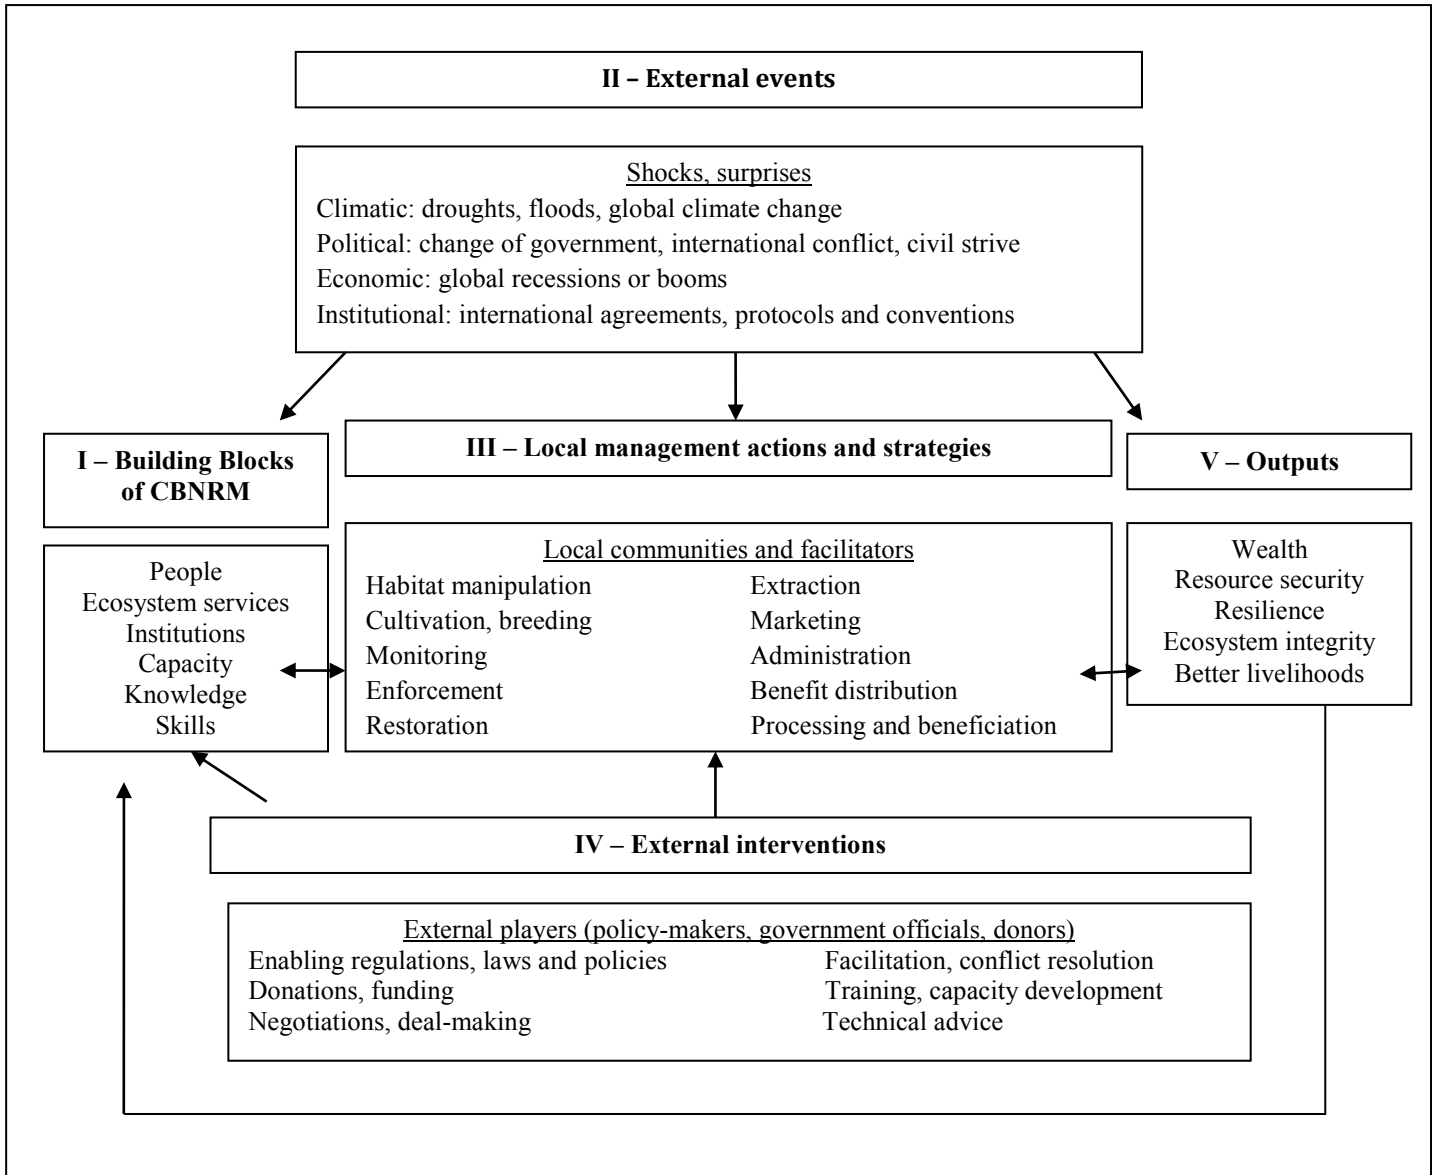 II – External events
Shocks, surprises
Climatic: droughts, floods, global climate change
Political: change of government, international conflict, civil strive
Economic: global recessions or booms
Institutional: international agreements, protocols and conventions
I – Building Blocks
of CBNRM
III – Local management actions and strategies
V – Outputs
People
Ecosystem services
Institutions
Capacity
Knowledge
Skills
Local communities and facilitators
Habitat manipulation
Cultivation, breeding
Monitoring
Enforcement
Restoration
Extraction
Marketing
Administration
Benefit distribution
Processing and beneficiation
Wealth
Resource security
Resilience
Ecosystem integrity
Better livelihoods
IV – External interventions
External players (policy-makers, government officials, donors)
Enabling regulations, laws and policies
Donations, funding
Negotiations, deal-making
Facilitation, conflict resolution
Training, capacity development
Technical advice